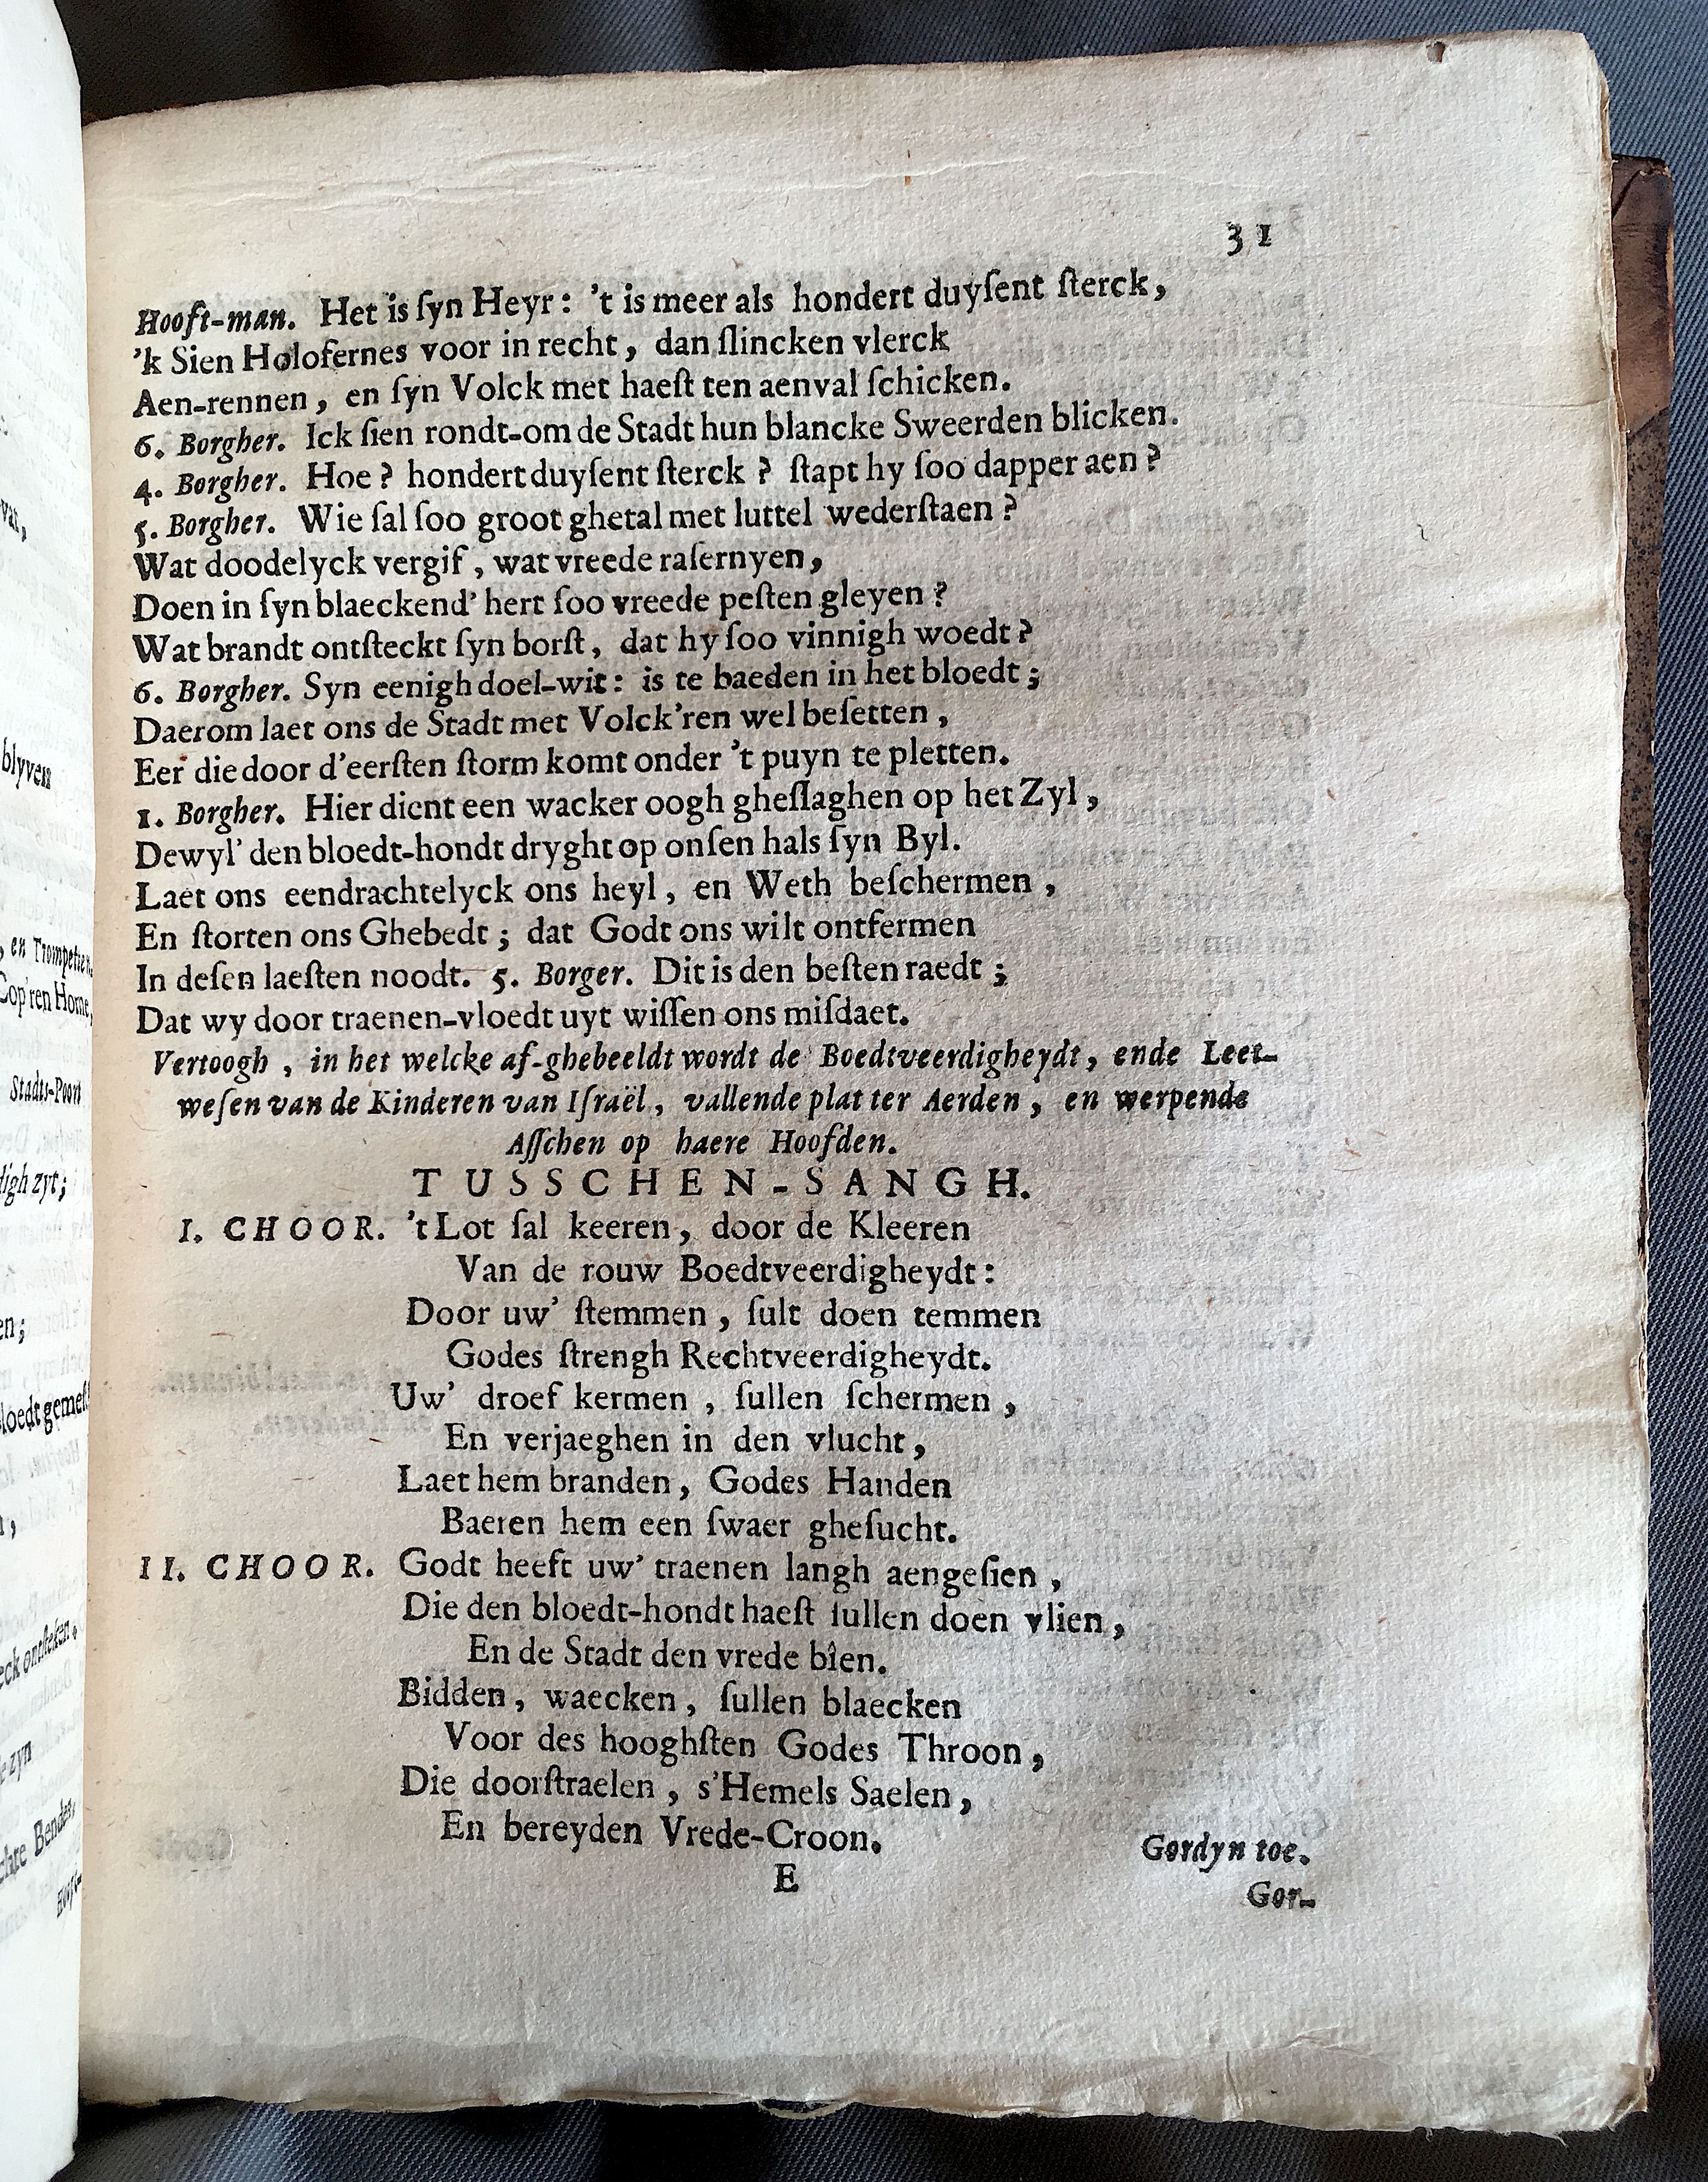 31
Hooft-man. Het is ſyn Heyr: 't is meer als hondert duyſent ſterck,
'k Sien Holofernes voor in recht, dan ſlincken vlerck
Aen-rennen, en ſyn Volck met haeſt ten aenval ſchicken.
6. Borgher. Ick ſien rondt-om de Stadt hun blancke Sweerden blicken.
4. Borgher. Hoe? hondert duyſent ſterck? ſtapt hy ſoo dapper aen?
5. Borgher. Wie ſal ſoo groot ghetal met luttel wederſtaen?
Wat doodelyck vergif, wat vreede raſernyen,
Doen in ſyn blaeckend' hert ſoo vreede peſten gleyen?
Wat brandt ontſteckt ſyn borſt, dat hy ſoo vinnigh woedt?
6. Borgher. Syn eenigh doel-wit: is te baeden in het bloedt;
Daerom laet ons de Stadt met Volck'ren wel beſetten,
Eer die door d'eerſten ſtorm komt onder 't puyn te pletten.
1. Borgher. Hier dient een wacker oogh gheſlaghen op het Zyl,
Dewyl' den bloedt-hondt dryght op onſen hals ſyn Byl.
Laet ons eendrachtelyck ons heyl, en Weth beſchermen,
En ſtorten ons Ghebedt; dat Godt ons wilt ontfermen
In deſen laeſten noodt. 5. Borger. Dit is den beſten raedt;
Dat wy door traenen-vloedt uyt wiſſen ons miſdaet.
Vertoogh, in het welcke af-ghebeeldt wordt de Boedtveerdigheydt, ende Leet-
weſen van de Kinderen van Iſraël, vallende plat ter Aerden, en werpende
Aſſchen op haere Hoofden.
TUSSCHEN-SANGH.
I. CHOOR. 't Lot ſal keeren, door de Kleeren
Van de rouw Boedtveerdigheydt:
Door uw' ſtemmen, ſult doen temmen
Godes ſtrengh Rechtveerdigheydt.
Uw' droef kermen, ſullen ſchermen,
En verjaeghen in den vlucht,
Laet hem branden, Godes Handen
Baeren hem een ſwaer gheſucht.
II. CHOOR. Godt heeft uw' traenen langh aengeſien,
Die den bloedt-hondt haeſt ſullen doen vlien,
En de Stadt den vrede bîen.
Bidden, waecken, ſullen blaecken
Voor des hooghſten Godes Throon,
Die doorſtraelen, s'Hemels Saelen,
En bereyden Vrede-Croon.
Gordyn toe.
E
Gor-
blyven
, en Trompetten
Cop'ren Horne,
Stadts-Poort
digh zyt;